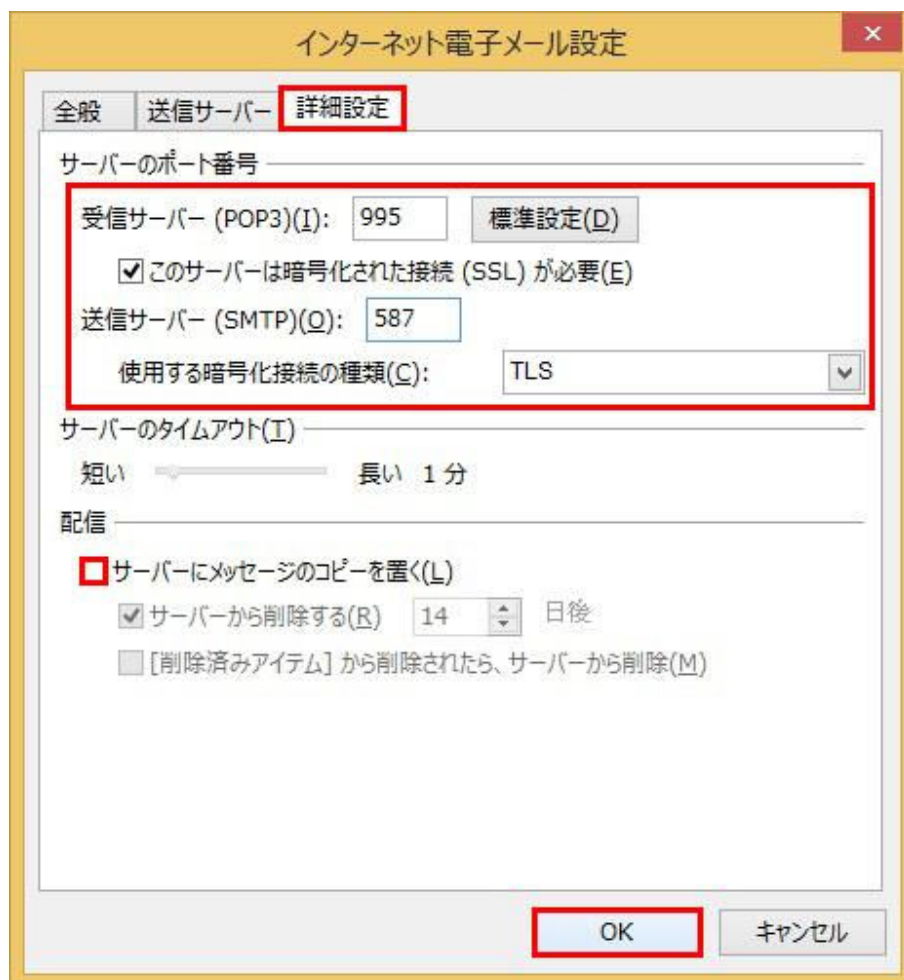 インターネット電子メール設定
全般 送信サーバー 詳細設定
サーバーのポート番号
受信サーバー (POP3)(I): 995 標準設定(D)
このサーバーは暗号化された接続 (SSL) が必要(E)
送信サーバー (SMTP)(O): 587
使用する暗号化接続の種類(C): TLS
サーバーのタイムアウト(T)
短い 長い 1 分
配信
サーバーにメッセージのコピーを置く(L)
サーバーから削除する(R) 14 日後
[削除済みアイテム] から削除されたら、サーバーから削除(M)
OK キャンセル